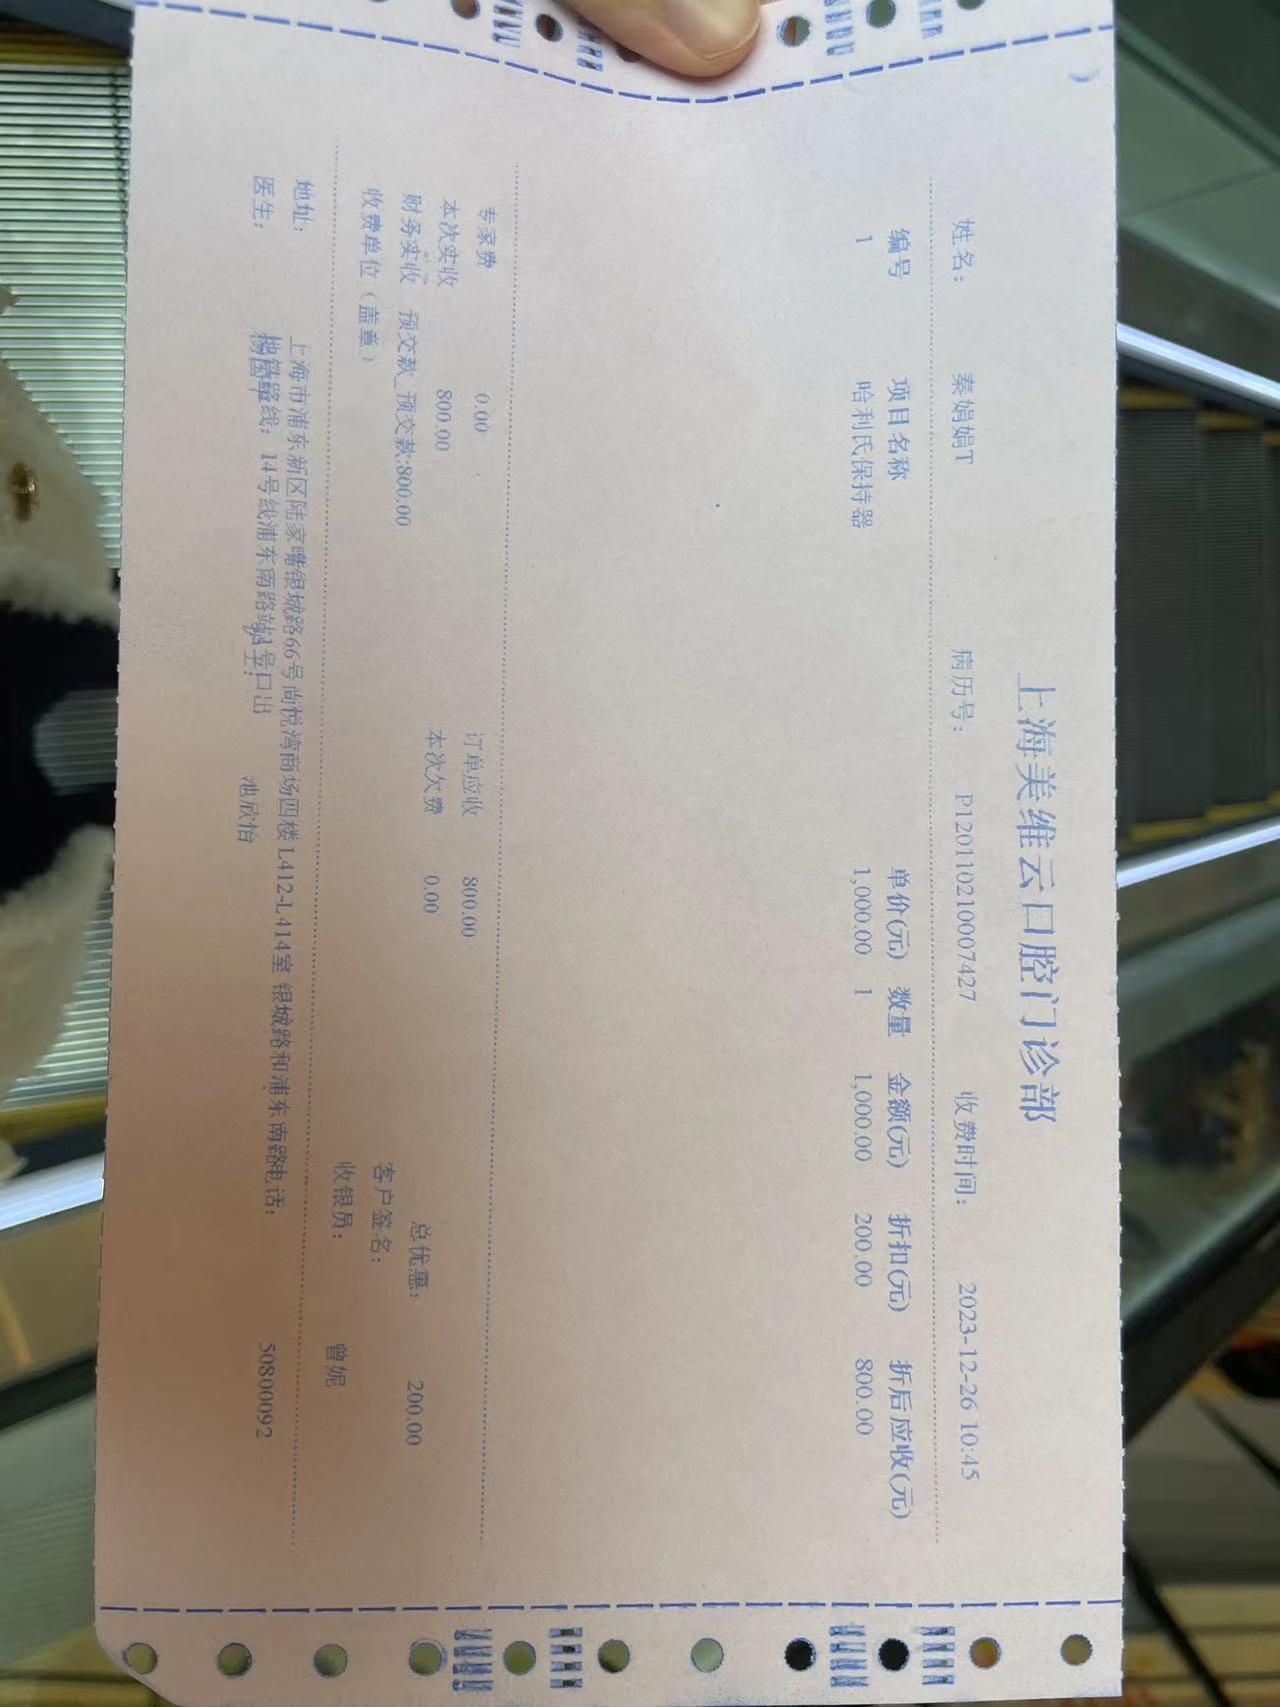 上海美维云口腔门诊部
姓名： 秦娟娟T 病历号： P120110210007427 收费时间： 2023-12-26 10:45
编号 项目名称 单价(元) 数量 金额(元) 折扣(元) 折后应收(元)
1 哈利氏保持器 1,000.00 1 1,000.00 200.00 800.00
专家费 0.00 订单应收 800.00 总优惠： 200.00
本次实收 800.00 本次欠费 0.00 客户签名：
财务实收 预交款_预交款:800.00 收银员： 曾妮
收费单位（盖章）
地址： 上海市浦东新区陆家嘴银城路66号尚悦湾商场四楼L412-L414室 银城路和浦东南路电话： 50800092
地铁路线：14号线浦东南路站1号口出
医生： 护士： 池欣怡